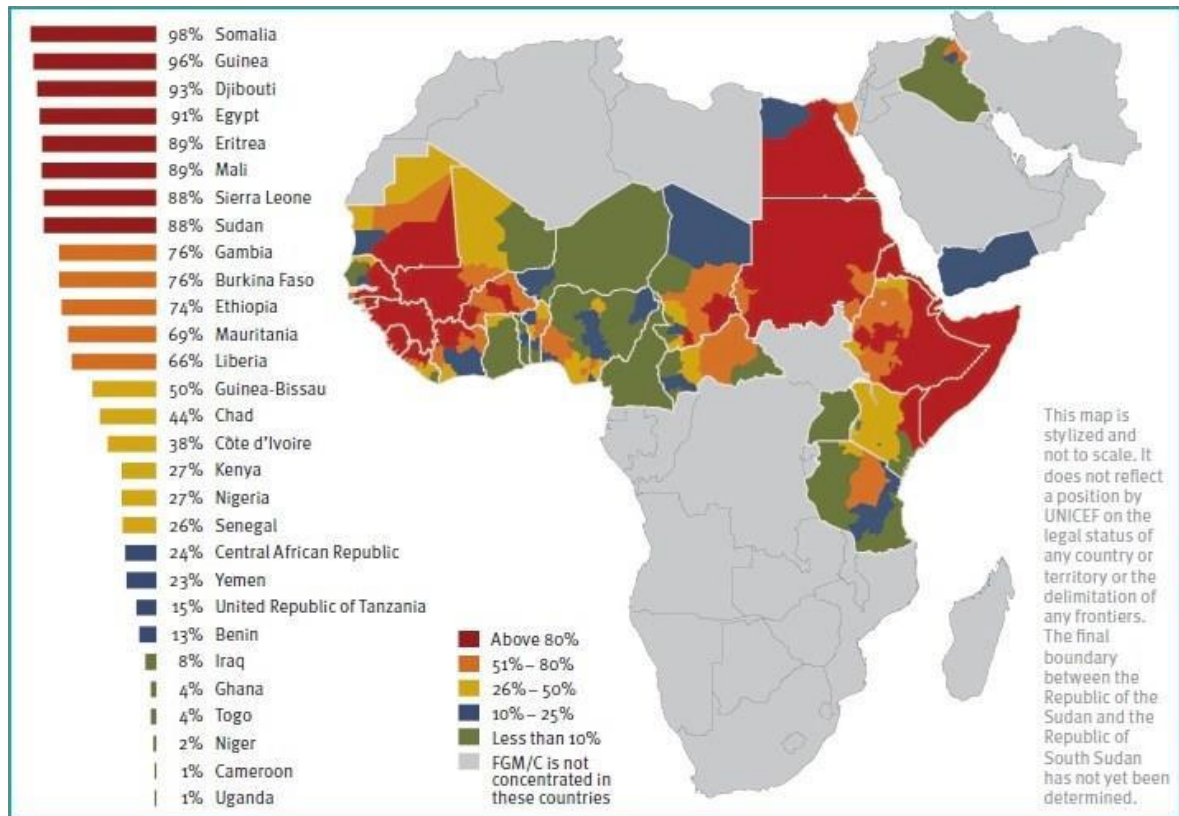 98% Somalia
96% Guinea
93% Djibouti
91% Egypt
89% Eritrea
89% Mali
88% Sierra Leone
88% Sudan
76% Gambia
76% Burkina Faso
74% Ethiopia
69% Mauritania
66% Liberia
50% Guinea-Bissau
44% Chad
38% Côte d'Ivoire
27% Kenya
27% Nigeria
26% Senegal
24% Central African Republic
23% Yemen
15% United Republic of Tanzania
13% Benin
8% Iraq
4% Ghana
4% Togo
2% Niger
1% Cameroon
1% Uganda
Above 80%
51% – 80%
26% – 50%
10% – 25%
Less than 10%
FGM/C is not
concentrated in
these countries
This map is
stylized and
not to scale. It
does not reflect
a position by
UNICEF on the
legal status of
any country or
territory or the
delimitation of
any frontiers.
The final
boundary
between the
Republic of the
Sudan and the
Republic of
South Sudan
has not yet been
determined.